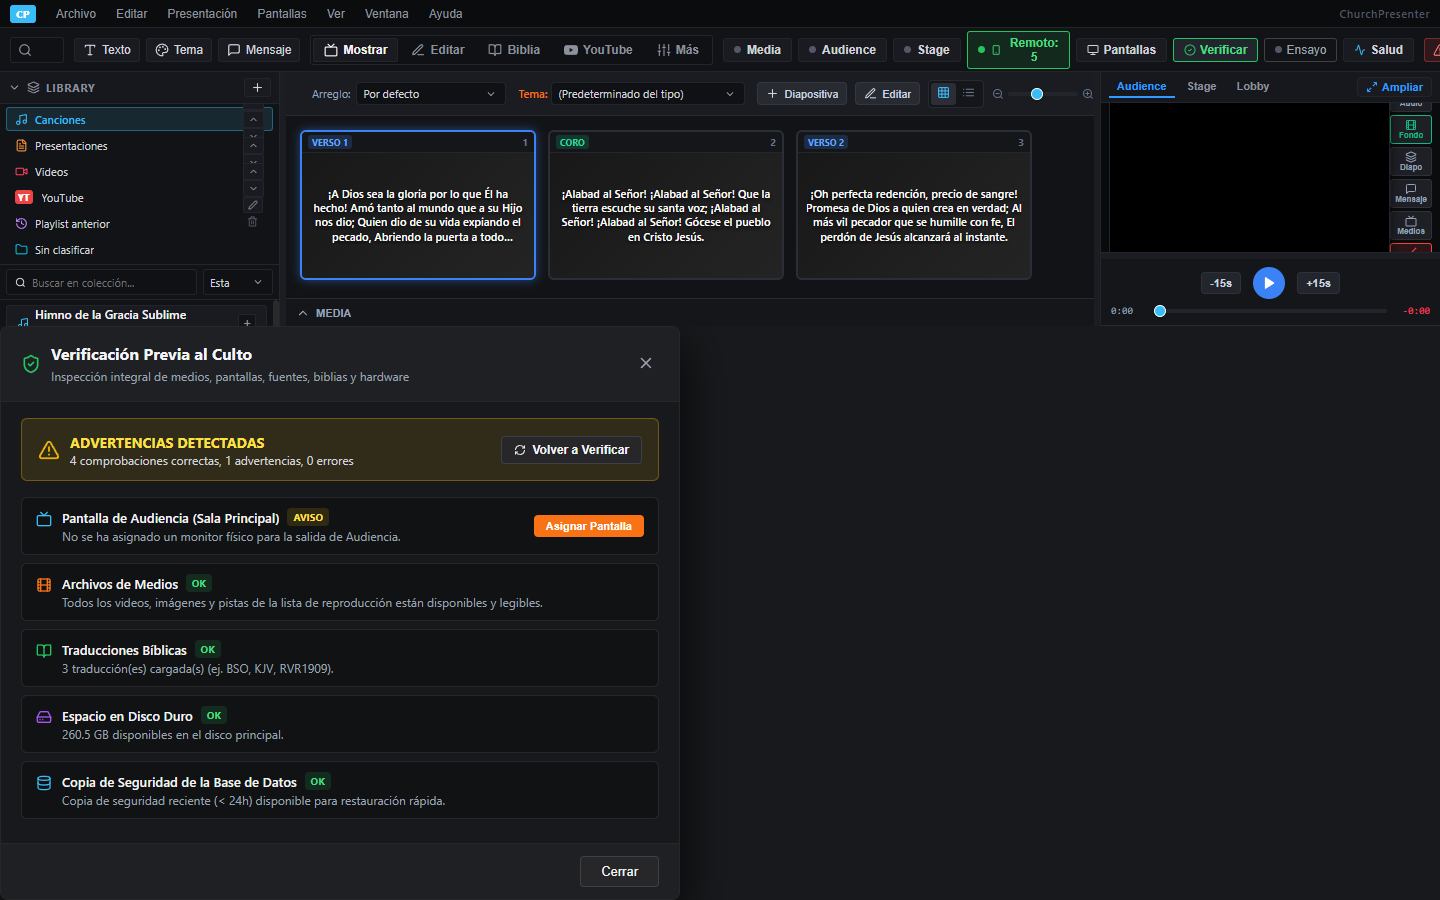 CP Archivo Editar Presentación Pantallas Ver Ventana Ayuda ChurchPresenter
Texto Tema Mensaje Mostrar Editar Biblia YouTube Más Media Audience Stage Remoto: 5 Pantallas Verificar Ensayo Salud
LIBRARY
Canciones
Presentaciones
Videos
YT YouTube
Playlist anterior
Sin clasificar
Buscar en colección... Esta
Himno de la Gracia Sublime
Arreglo: Por defecto Tema: (Predeterminado del tipo) + Diapositiva Editar
VERSO 1 1
¡A Dios sea la gloria por lo que Él ha
hecho! Amó tanto al mundo que a su Hijo
nos dio; Quien dio de su vida expiando el
pecado, Abriendo la puerta a todo...
CORO 2
¡Alabad al Señor! ¡Alabad al Señor! Que la
tierra escuche su santa voz; ¡Alabad al
Señor! ¡Alabad al Señor! Gócese el pueblo
en Cristo Jesús.
VERSO 2 3
¡Oh perfecta redención, precio de sangre!
Promesa de Dios a quien crea en verdad; Al
más vil pecador que se humille con fe, El
perdón de Jesús alcanzará al instante.
MEDIA
Audience Stage Lobby Ampliar
Audio
Fondo
Diapo
Mensaje
Medios
-15s +15s
0:00 -0:00
Verificación Previa al Culto
Inspección integral de medios, pantallas, fuentes, biblias y hardware
ADVERTENCIAS DETECTADAS
4 comprobaciones correctas, 1 advertencias, 0 errores
Volver a Verificar
Pantalla de Audiencia (Sala Principal) AVISO
No se ha asignado un monitor físico para la salida de Audiencia.
Asignar Pantalla
Archivos de Medios OK
Todos los videos, imágenes y pistas de la lista de reproducción están disponibles y legibles.
Traducciones Bíblicas OK
3 traducción(es) cargada(s) (ej. BSO, KJV, RVR1909).
Espacio en Disco Duro OK
260.5 GB disponibles en el disco principal.
Copia de Seguridad de la Base de Datos OK
Copia de seguridad reciente (< 24h) disponible para restauración rápida.
Cerrar